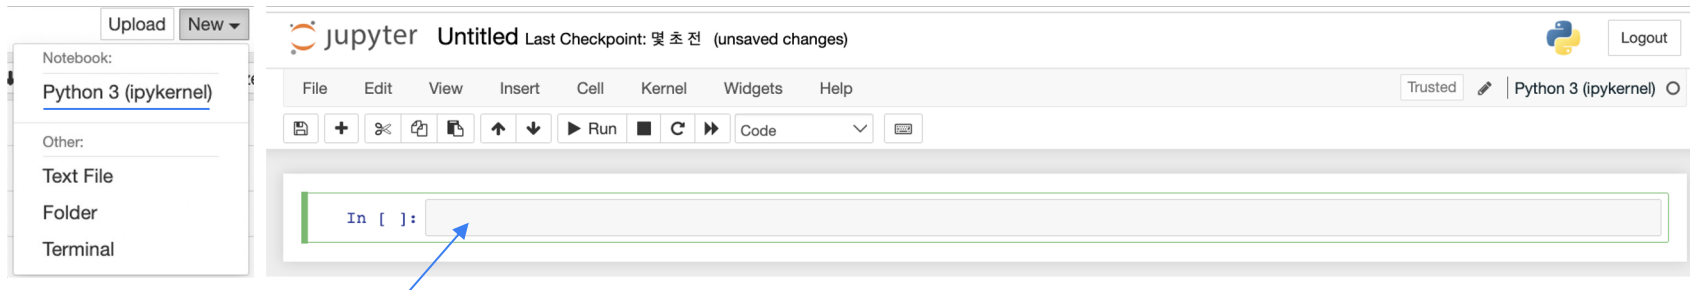 Upload New
Notebook:
Python 3 (ipykernel)
Other:
Text File
Folder
Terminal
jupyter Untitled Last Checkpoint: 몇 초 전 (unsaved changes)
Logout
File Edit View Insert Cell Kernel Widgets Help
Trusted Python 3 (ipykernel)
Run Code
In [ ]: